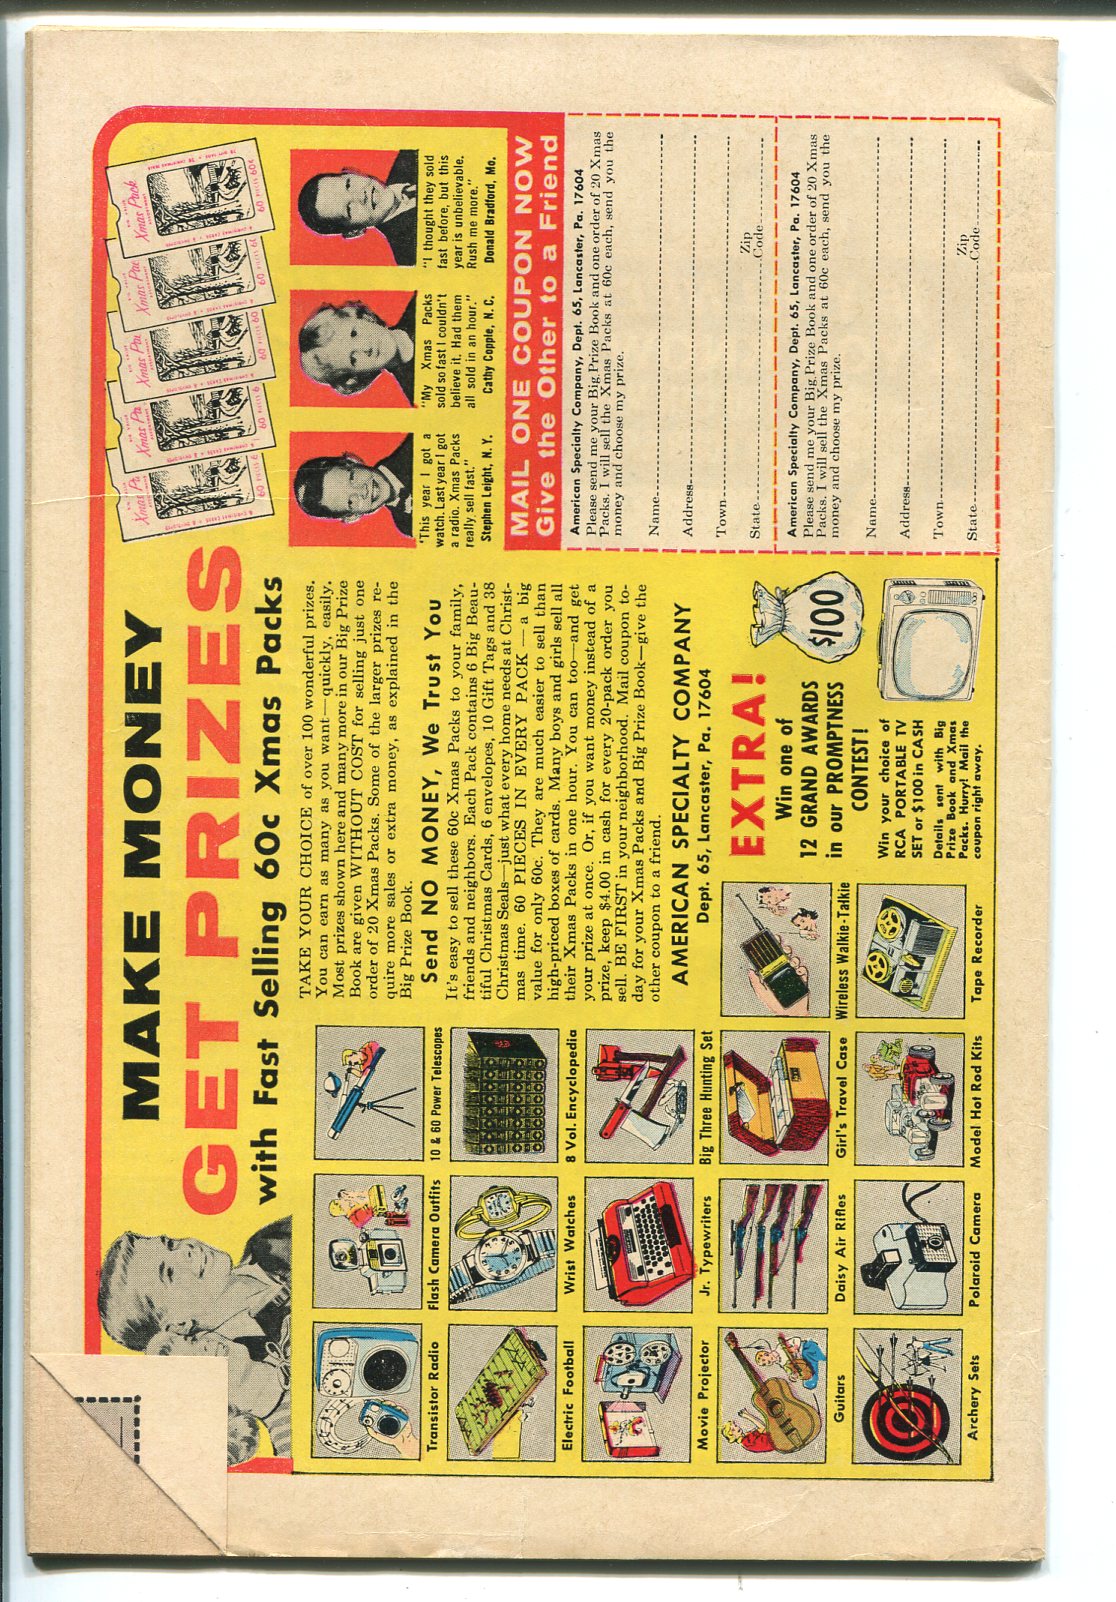 MAKE MONEY
GET PRIZES
with Fast Selling 60c Xmas Packs
TAKE YOUR CHOICE of over 100 wonderful prizes.
You can earn as many as you want—quickly, easily.
Most prizes shown here and many more in our Big Prize
Book are given WITHOUT COST for selling just one
order of 20 Xmas Packs. Some of the larger prizes re-
quire more sales or extra money, as explained in the
Big Prize Book.
Send NO MONEY, We Trust You
It's easy to sell these 60c Xmas Packs to your family,
friends and neighbors. Each Pack contains 6 Big Beau-
tiful Christmas Cards, 6 envelopes, 10 Gift Tags and 38
Christmas Seals—just what every home needs at Christ-
mas time. 60 PIECES IN EVERY PACK — a big
value for only 60c. They are much easier to sell than
high-priced boxes of cards. Many boys and girls sell all
their Xmas Packs in one hour. You can too—and get
your prize at once. Or, if you want money instead of a
prize, keep $4.00 in cash for every 20-pack order you
sell. BE FIRST in your neighborhood. Mail coupon to-
day for your Xmas Packs and Big Prize Book—give the
other coupon to a friend.
AMERICAN SPECIALTY COMPANY
Dept. 65, Lancaster, Pa. 17604
Transistor Radio
Flash Camera Outfits
10 & 60 Power Telescopes
Electric Football
Wrist Watches
8 Vol. Encyclopedia
Movie Projector
Jr. Typewriters
Big Three Hunting Set
Guitars
Daisy Air Rifles
Girl's Travel Case
Wireless Walkie-Talkie
Archery Sets
Polaroid Camera
Model Hot Rod Kits
Tape Recorder
EXTRA!
Win one of
12 GRAND AWARDS
in our PROMPTNESS
CONTEST!
$100
Win your choice of
RCA PORTABLE TV
SET or $100 in CASH
Details sent with Big
Prize Book and Xmas
Packs. Hurry! Mail the
coupon right away.
Xmas Pa
60 PIECES
Xmas Pa
60 PIECES
Xmas Pa
60 PIECES
Xmas Pac
60 PIECES
Xmas Pack
60 PIECES 60¢
'This year I got a
watch. Last year I got
a radio. Xmas Packs
really sell fast."
Stephen Leight, N. Y.
"My Xmas Packs
sold so fast I couldn't
believe it. Had them
all sold in an hour."
Cathy Copple, N. C.
"I thought they sold
fast before, but this
year is unbelievable.
Rush me more."
Donald Bradford, Mo.
MAIL ONE COUPON NOW
Give the Other to a Friend
American Specialty Company, Dept. 65, Lancaster, Pa. 17604
Please send me your Big Prize Book and one order of 20 Xmas
Packs. I will sell the Xmas Packs at 60c each, send you the
money and choose my prize.
Name
Address
Town
State Zip Code
American Specialty Company, Dept. 65, Lancaster, Pa. 17604
Please send me your Big Prize Book and one order of 20 Xmas
Packs. I will sell the Xmas Packs at 60c each, send you the
money and choose my prize.
Name
Address
Town
State Zip Code